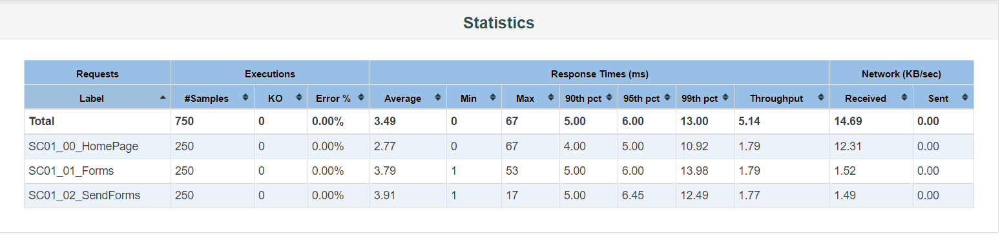 Statistics
Requests Executions Response Times (ms) Network (KB/sec)
Label #Samples KO Error % Average Min Max 90th pct 95th pct 99th pct Throughput Received Sent
Total 750 0 0.00% 3.49 0 67 5.00 6.00 13.00 5.14 14.69 0.00
SC01_00_HomePage 250 0 0.00% 2.77 0 67 4.00 5.00 10.92 1.79 12.31 0.00
SC01_01_Forms 250 0 0.00% 3.79 1 53 5.00 6.00 13.98 1.79 1.52 0.00
SC01_02_SendForms 250 0 0.00% 3.91 1 17 5.00 6.45 12.49 1.77 1.49 0.00